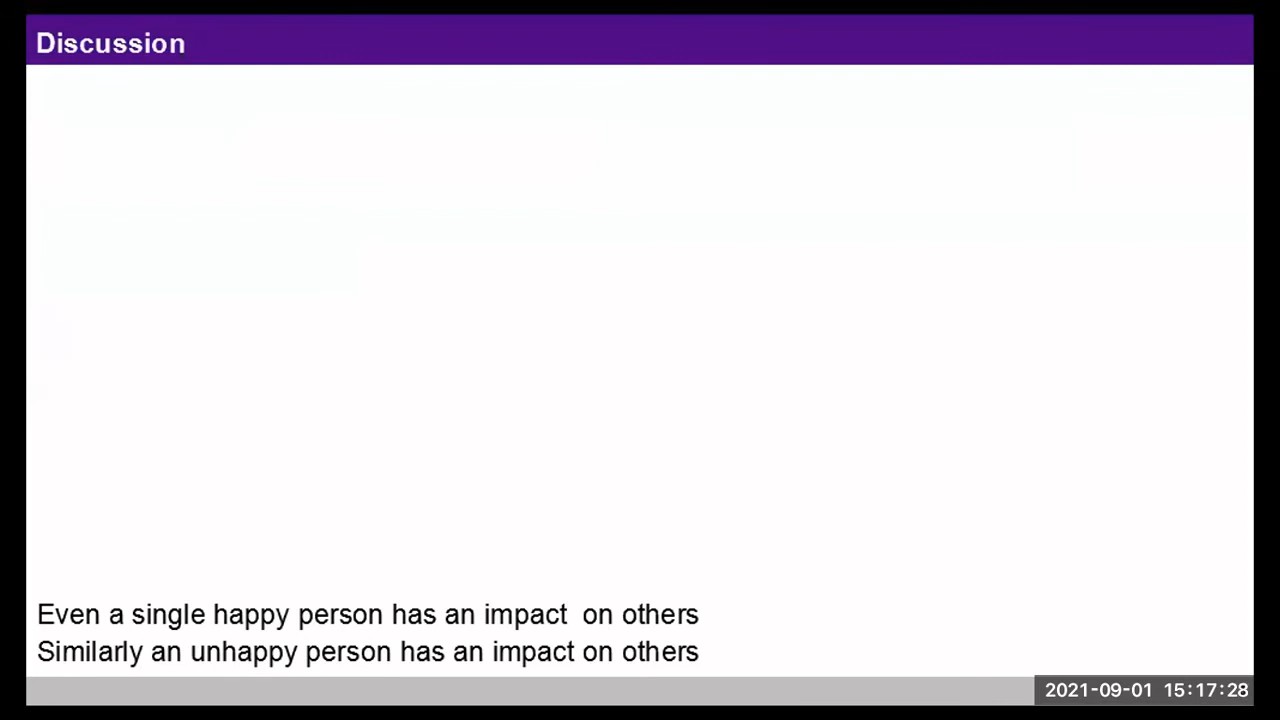 Discussion
Even a single happy person has an impact  on others
Similarly an unhappy person has an impact on others
2021-09-01 15:17:28